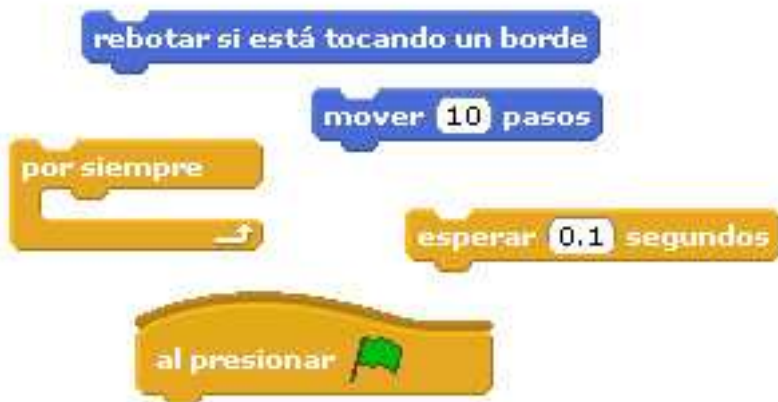 rebotar si está tocando un borde
mover 10 pasos
por siempre
esperar 0.1 segundos
al presionar